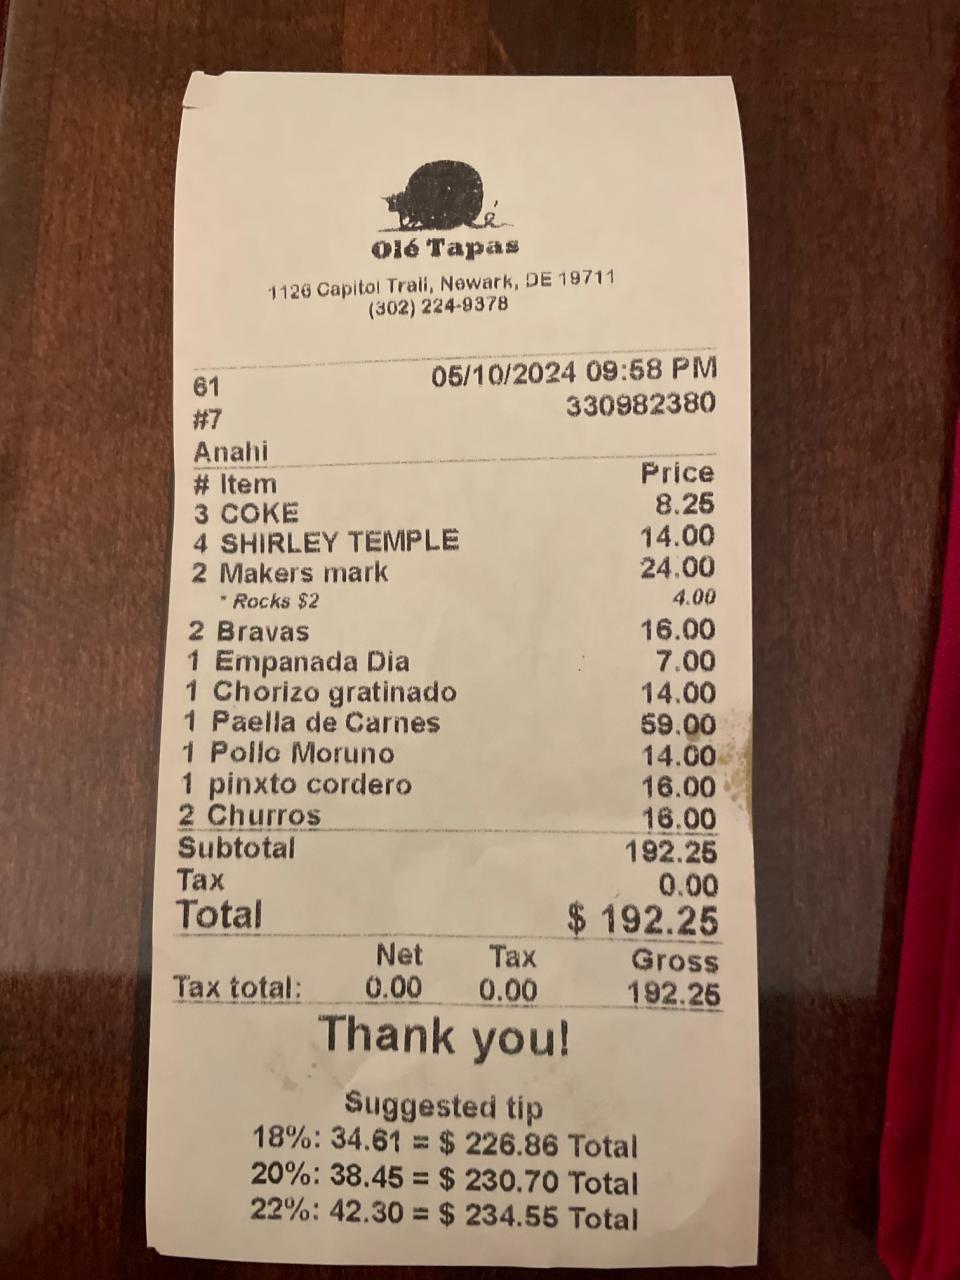 Olé Tapas
1126 Capitol Trail, Newark, DE 19711
(302) 224-9378
61 05/10/2024 09:58 PM
#7 330982380
Anahi
# Item Price
3 COKE 8.25
4 SHIRLEY TEMPLE 14.00
2 Makers mark 24.00
* Rocks $2 4.00
2 Bravas 16.00
1 Empanada Dia 7.00
1 Chorizo gratinado 14.00
1 Paella de Carnes 59.00
1 Pollo Moruno 14.00
1 pinxto cordero 16.00
2 Churros 16.00
Subtotal 192.25
Tax 0.00
Total $ 192.25
Net Tax Gross
Tax total: 0.00 0.00 192.25
Thank you!
Suggested tip
18%: 34.61 = $ 226.86 Total
20%: 38.45 = $ 230.70 Total
22%: 42.30 = $ 234.55 Total